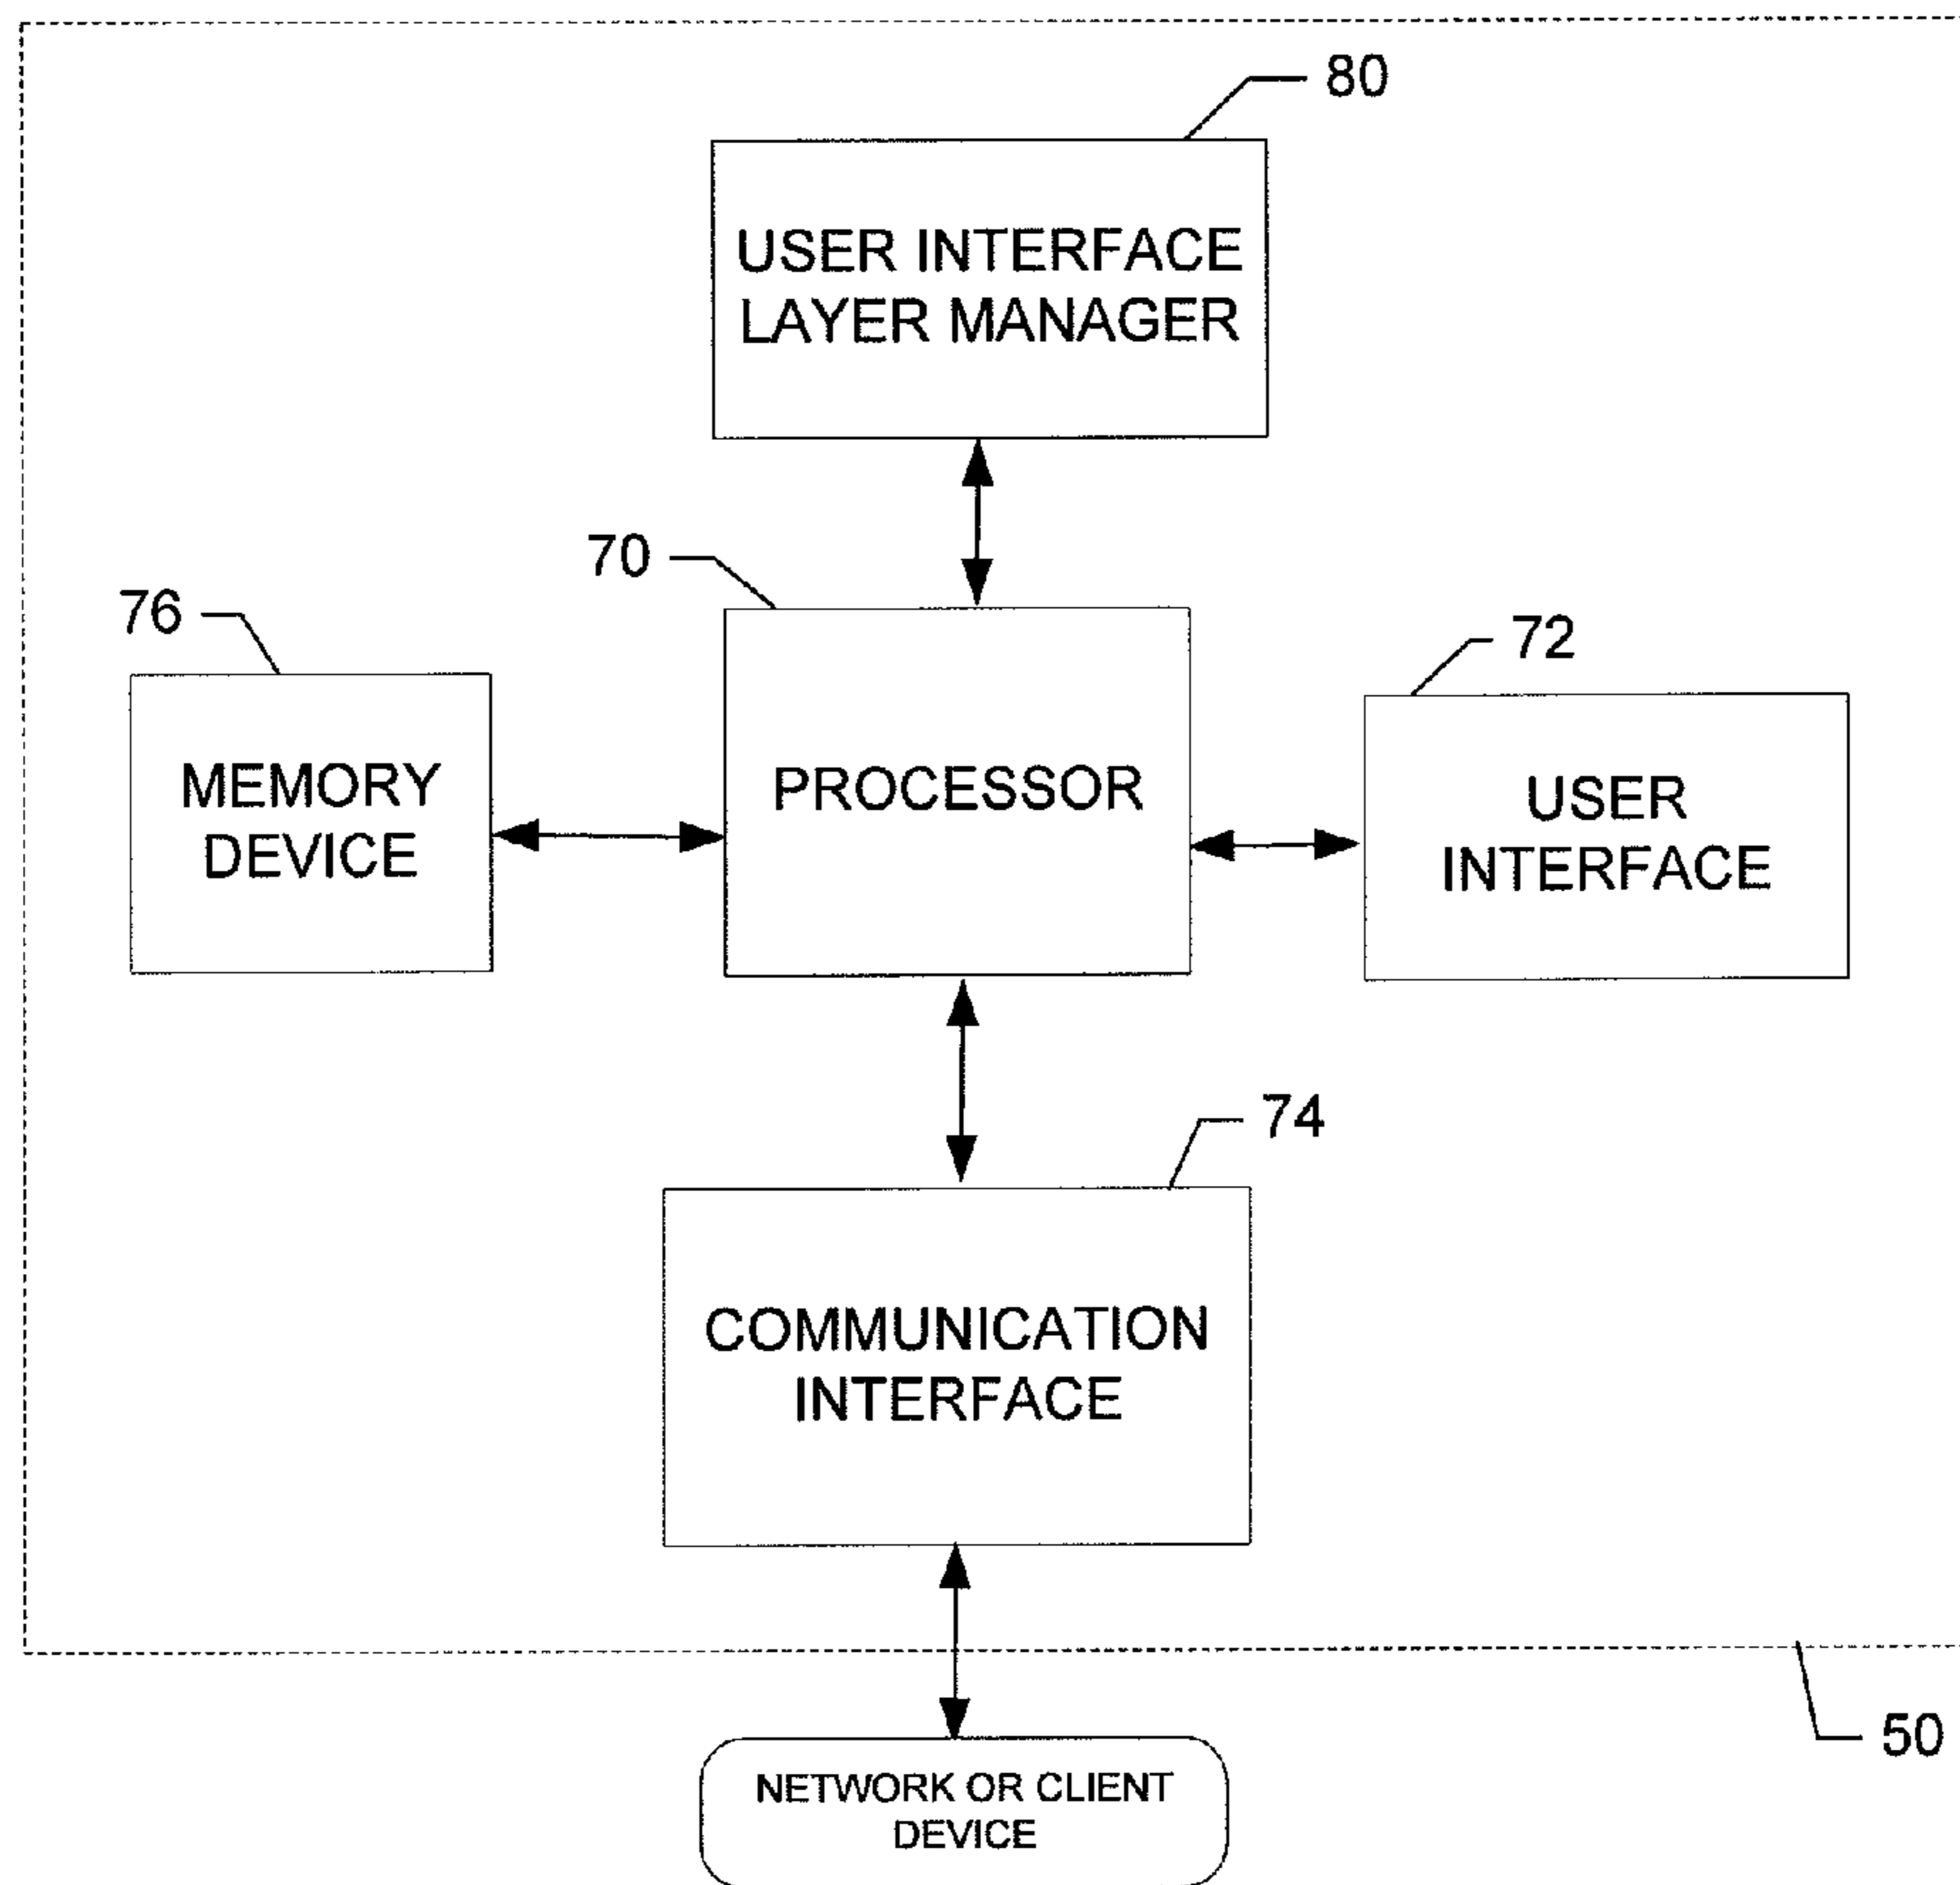 80
USER INTERFACE
LAYER MANAGER
70
76
72
MEMORY
DEVICE
PROCESSOR
USER
INTERFACE
74
COMMUNICATION
INTERFACE
50
NETWORK OR CLIENT
DEVICE